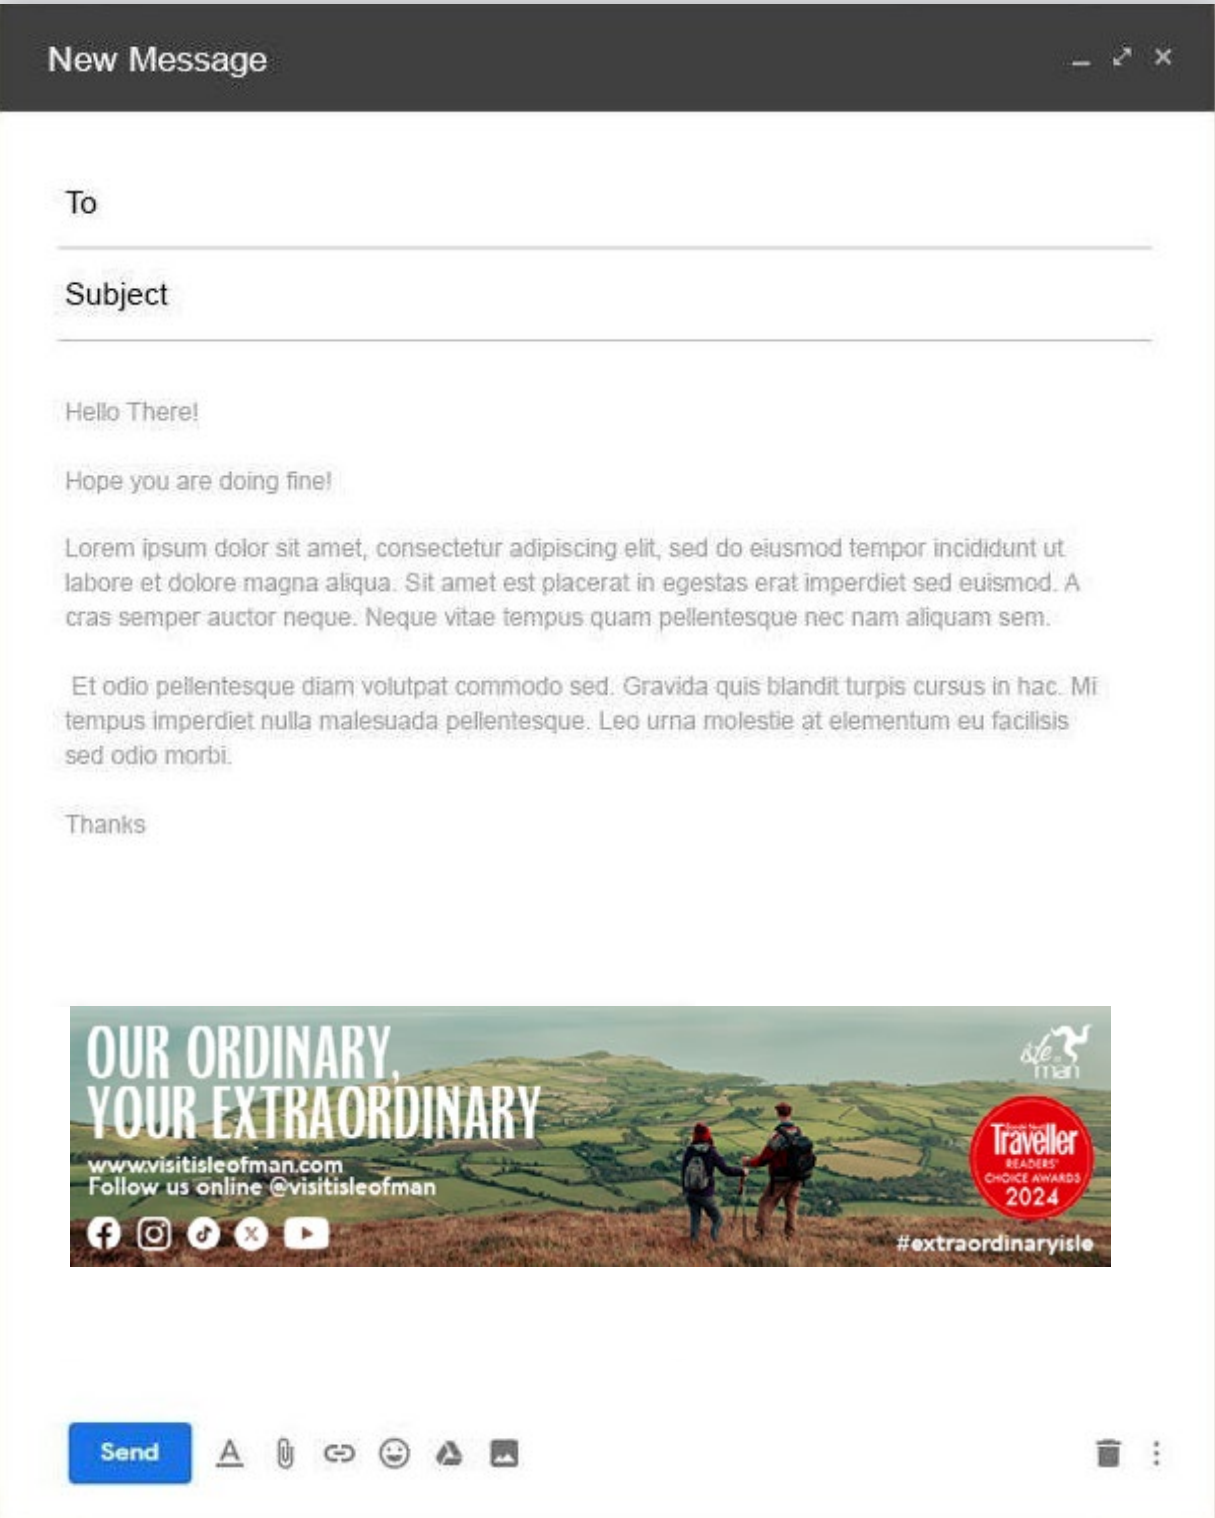 New Message
To
Subject
Hello There!
Hope you are doing fine!
Lorem ipsum dolor sit amet, consectetur adipiscing elit, sed do eiusmod tempor incididunt ut
labore et dolore magna aliqua. Sit amet est placerat in egestas erat imperdiet sed euismod. A
cras semper auctor neque. Neque vitae tempus quam pellentesque nec nam aliquam sem.
Et odio pellentesque diam volutpat commodo sed. Gravida quis blandit turpis cursus in hac. Mi
tempus imperdiet nulla malesuada pellentesque. Leo urna molestie at elementum eu facilisis
sed odio morbi.
Thanks
OUR ORDINARY,
YOUR EXTRAORDINARY
www.visitisleofman.com
Follow us online @visitisleofman
isle of
man
Traveller
READERS'
CHOICE AWARDS
2024
#extraordinaryisle
Send